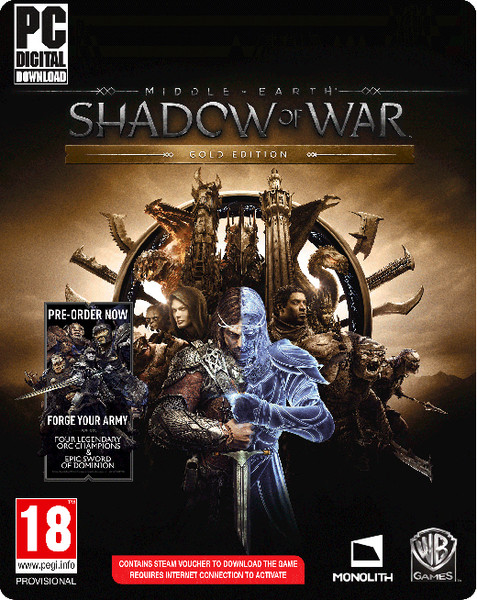 PC
DIGITAL
DOWNLOAD
MIDDLE-EARTH
SHADOW OF WAR
GOLD EDITION
PRE-ORDER NOW
FORGE YOUR ARMY
FOUR LEGENDARY
ORC CHAMPIONS
&
EPIC SWORD
OF DOMINION
18
www.pegi.info
PROVISIONAL
CONTAINS STEAM VOUCHER TO DOWNLOAD THE GAME
REQUIRES INTERNET CONNECTION TO ACTIVATE
MONOLITH
WB
GAMES